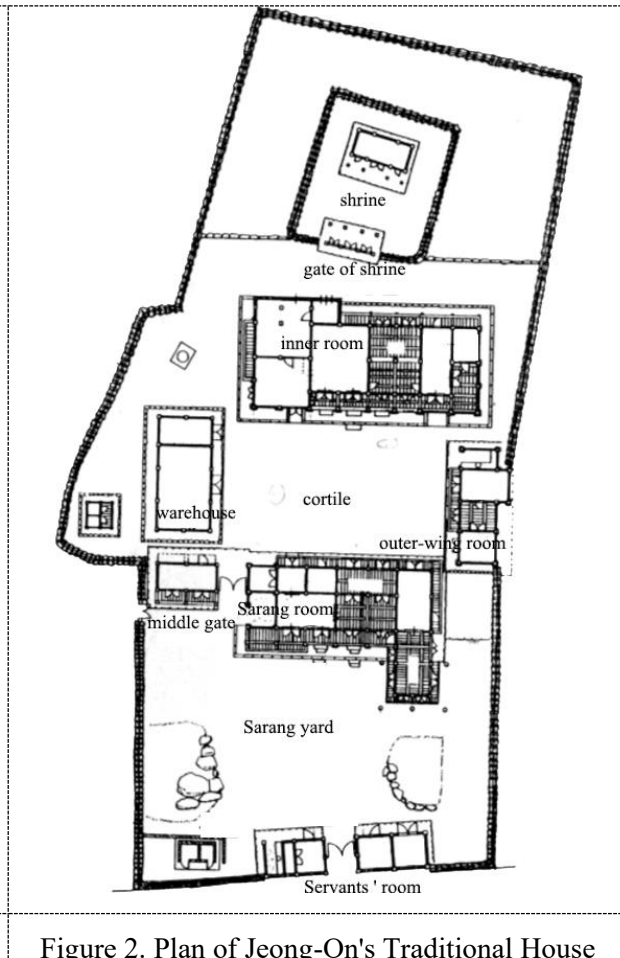 shrine
gate of shrine
inner room
warehouse
cortile
outer-wing room
Sarang room
middle gate
Sarang yard
Servants ' room
Figure 2. Plan of Jeong-On's Traditional House